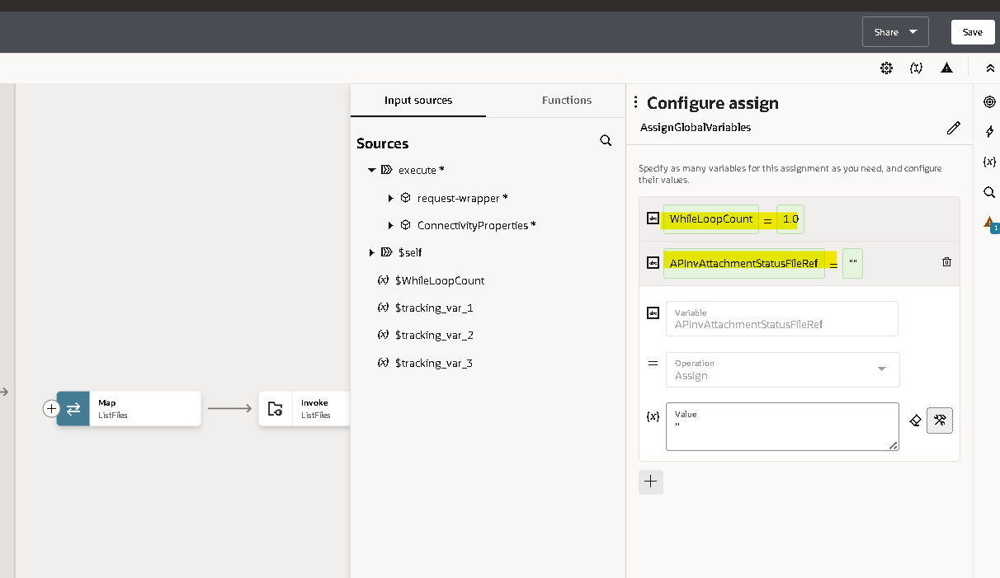 Share
Save
Input sources
Functions
Sources
execute *
request-wrapper *
ConnectivityProperties *
$self
$WhileLoopCount
$tracking_var_1
$tracking_var_2
$tracking_var_3
Map
ListFiles
Invoke
ListFiles
Configure assign
AssignGlobalVariables
Specify as many variables for this assignment as you need, and configure
their values.
WhileLoopCount = 1.0
APInvAttachmentStatusFileRef = ""
Variable
APInvAttachmentStatusFileRef
Operation
Assign
Value
"
1